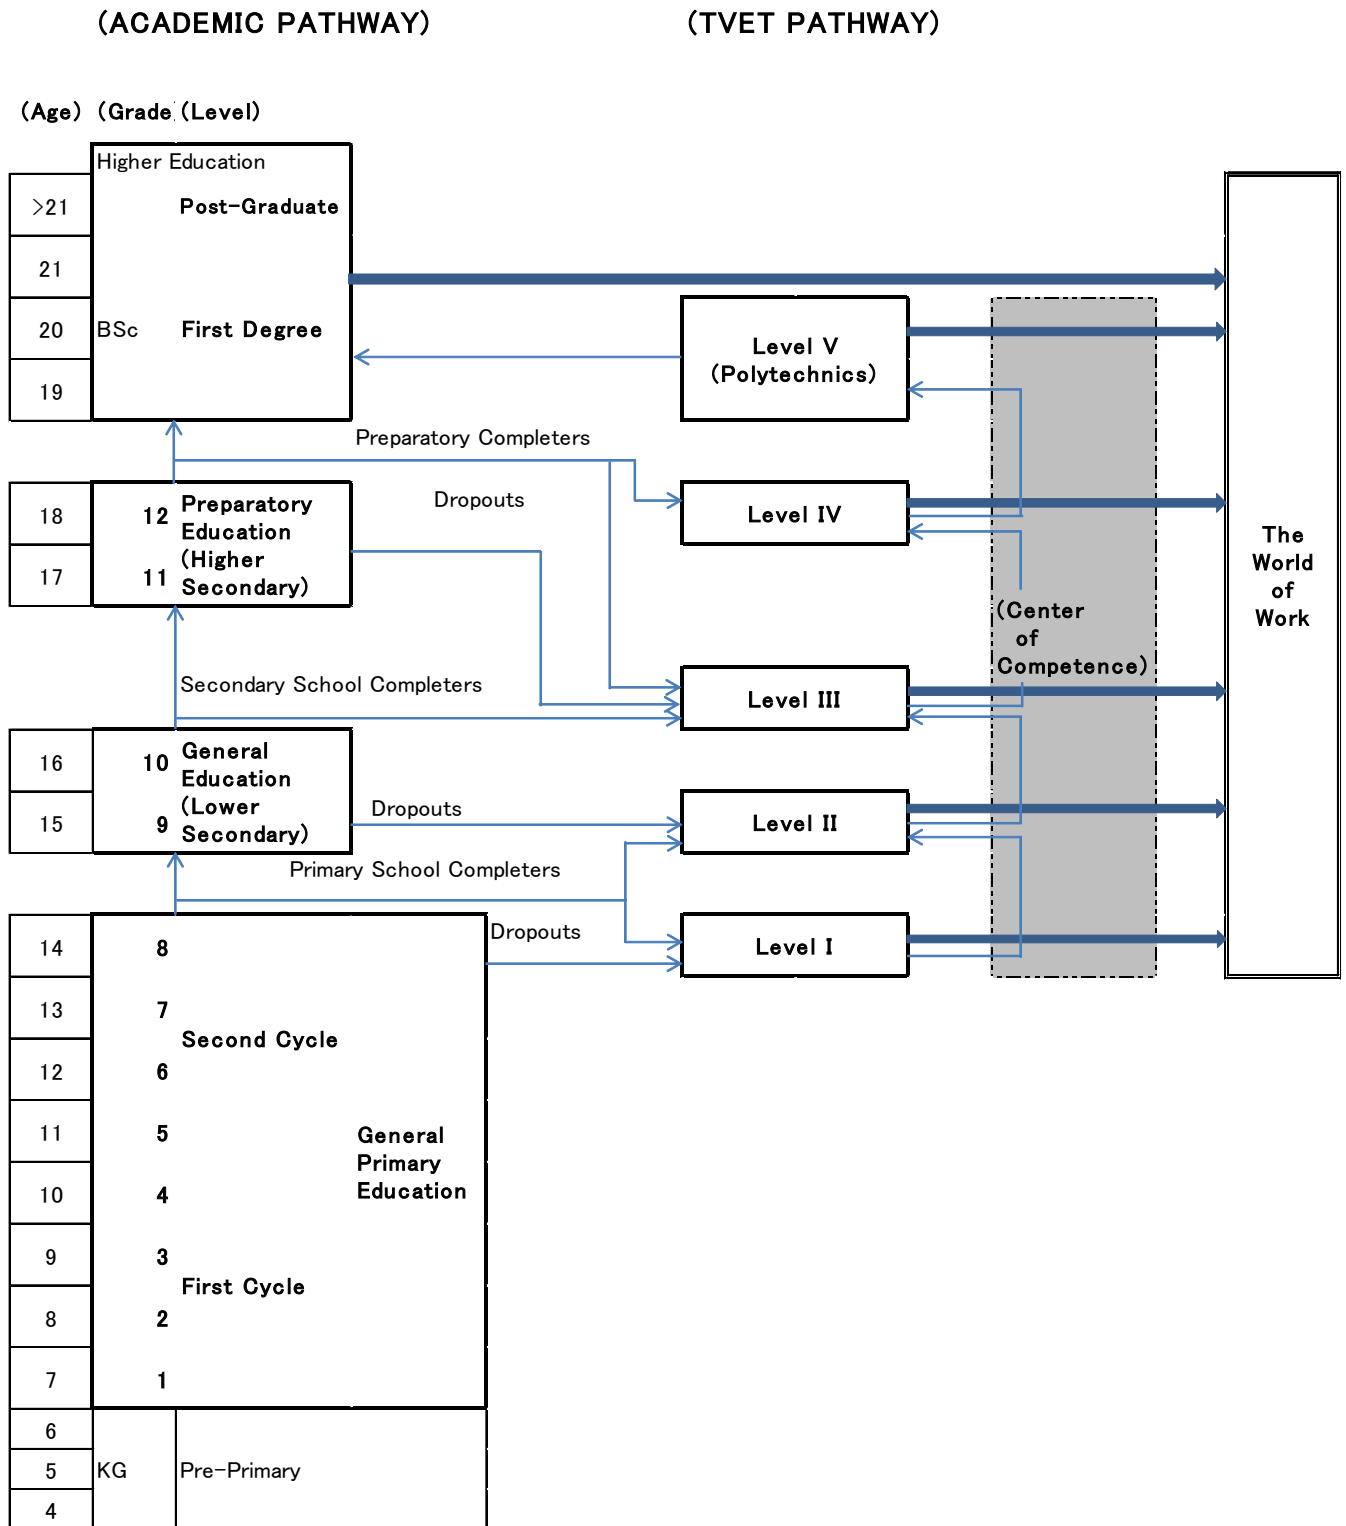 (ACADEMIC PATHWAY) (TVET PATHWAY)
(Age) (Grade (Level)
Higher Education
>21 Post-Graduate
21
20 BSc First Degree
19
Level V
(Polytechnics)
Preparatory Completers
Dropouts
18 12 Preparatory
Education
17 11 (Higher
Secondary)
Level IV
The
World
of
Work
(Center
of
Competence)
Secondary School Completers
Level III
16 10 General
Education
15 9 (Lower
Secondary)
Dropouts
Level II
Primary School Completers
Dropouts
14 8
Level I
13 7
Second Cycle
12 6
11 5
General
Primary
Education
10 4
9 3
First Cycle
8 2
7 1
6
5 KG Pre-Primary
4